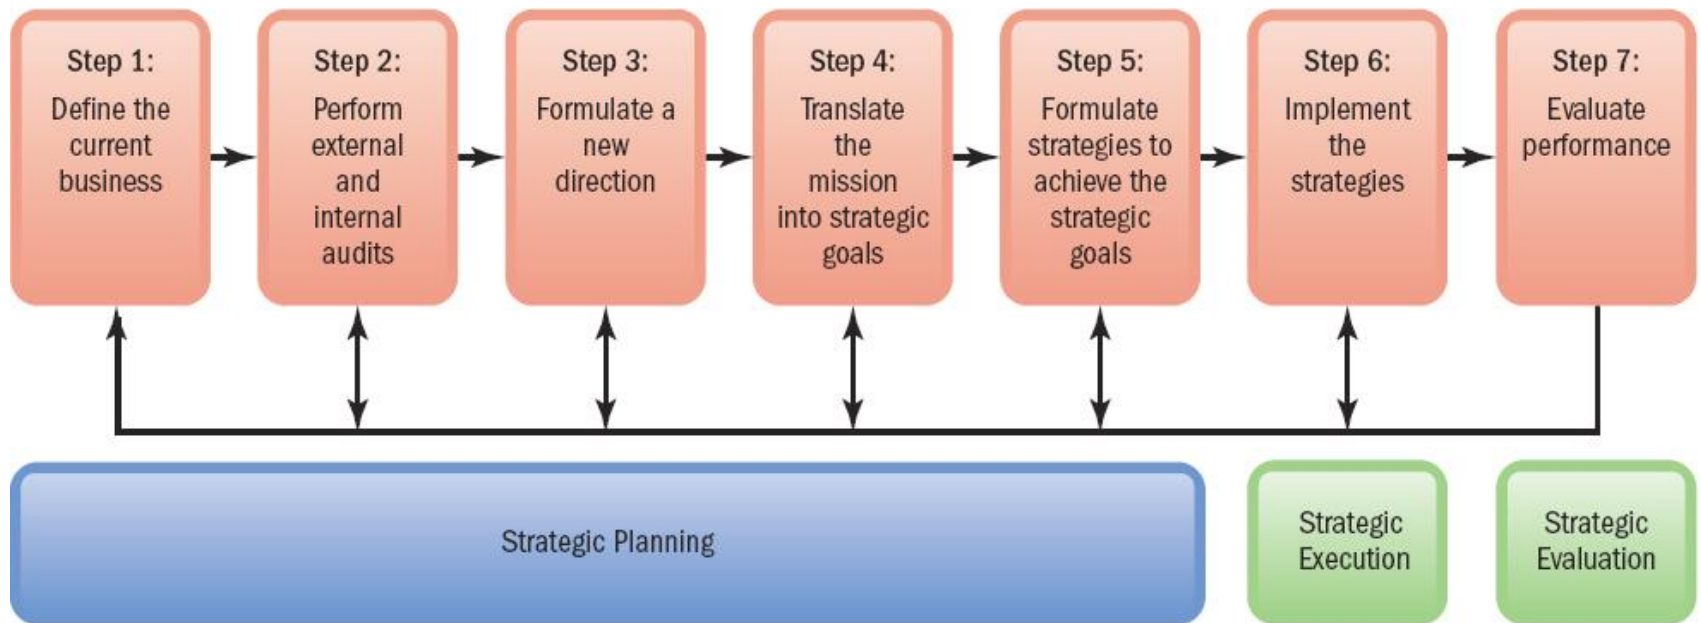 Step 1:
Define the
current
business
Step 2:
Perform
external
and
internal
audits
Step 3:
Formulate a
new
direction
Step 4:
Translate
the
mission
into strategic
goals
Step 5:
Formulate
strategies to
achieve the
strategic
goals
Step 6:
Implement
the
strategies
Step 7:
Evaluate
performance
Strategic Planning
Strategic
Execution
Strategic
Evaluation